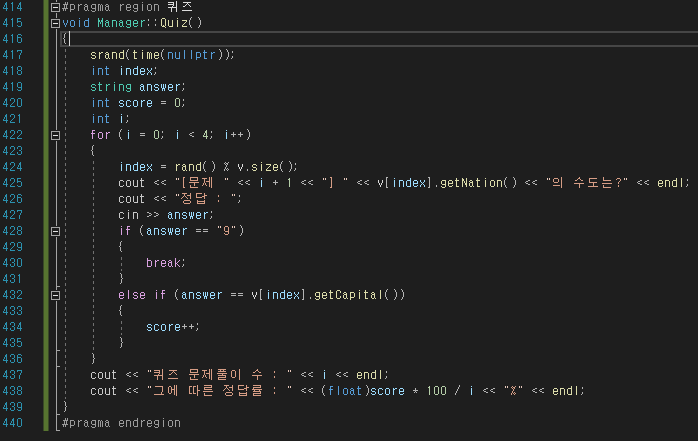 414 #pragma region 퀴즈
415 void Manager::Quiz()
416 {
417 srand(time(nullptr));
418 int index;
419 string answer;
420 int score = 0;
421 int i;
422 for (i = 0; i < 4; i++)
423 {
424 index = rand() % v.size();
425 cout << "[문제 " << i + 1 << "] " << v[index].getNation() << "의 수도는?" << endl;
426 cout << "정답 : ";
427 cin >> answer;
428 if (answer == "9")
429 {
430 break;
431 }
432 else if (answer == v[index].getCapital())
433 {
434 score++;
435 }
436 }
437 cout << "퀴즈 문제풀이 수 : " << i << endl;
438 cout << "그에 따른 정답률 : " << (float)score * 100 / i << "%" << endl;
439 }
440 #pragma endregion